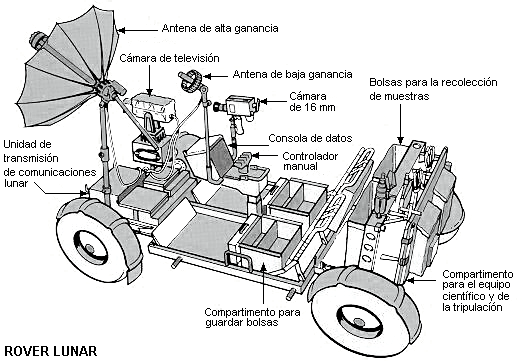 Antena de alta ganancia
Cámara de televisión
Antena de baja ganancia
Cámara
de 16 mm
Bolsas para la recolección
de muestras
Consola de datos
Controlador
manual
Unidad de
transmisión
de comunicaciones
lunar
Compartimento para
guardar bolsas
Compartimento
para el equipo
científico y de
la tripulación
ROVER LUNAR